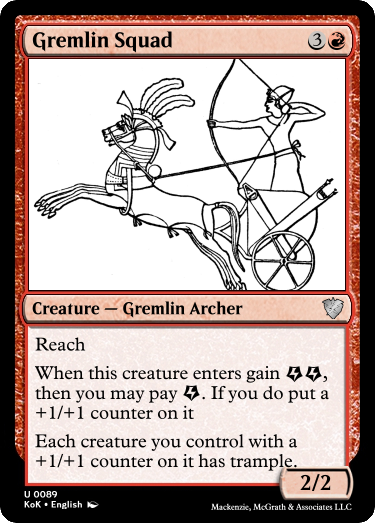 Gremlin Squad 3
Creature — Gremlin Archer
Reach
When this creature enters gain
then you may pay . If you do put a
+1/+1 counter on it
Each creature you control with a
+1/+1 counter on it has trample.
2/2
U 0089
KoK • English
Mackenzie, McGrath & Associates LLC